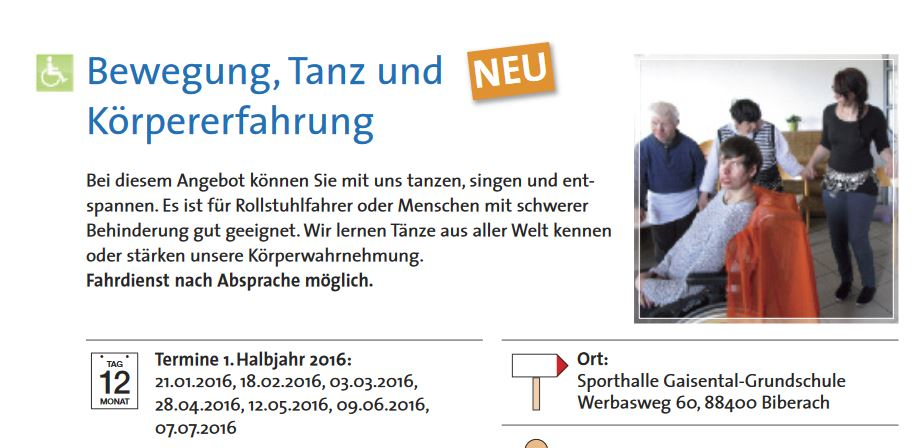 Bewegung, Tanz und
Körpererfahrung
NEU
Bei diesem Angebot können Sie mit uns tanzen, singen und ent-
spannen. Es ist für Rollstuhlfahrer oder Menschen mit schwerer
Behinderung gut geeignet. Wir lernen Tänze aus aller Welt kennen
oder stärken unsere Körperwahrnehmung.
Fahrdienst nach Absprache möglich.
TAG
12
MONAT
Termine 1. Halbjahr 2016:
21.01.2016, 18.02.2016, 03.03.2016,
28.04.2016, 12.05.2016, 09.06.2016,
07.07.2016
Ort:
Sporthalle Gaisental-Grundschule
Werbasweg 60, 88400 Biberach